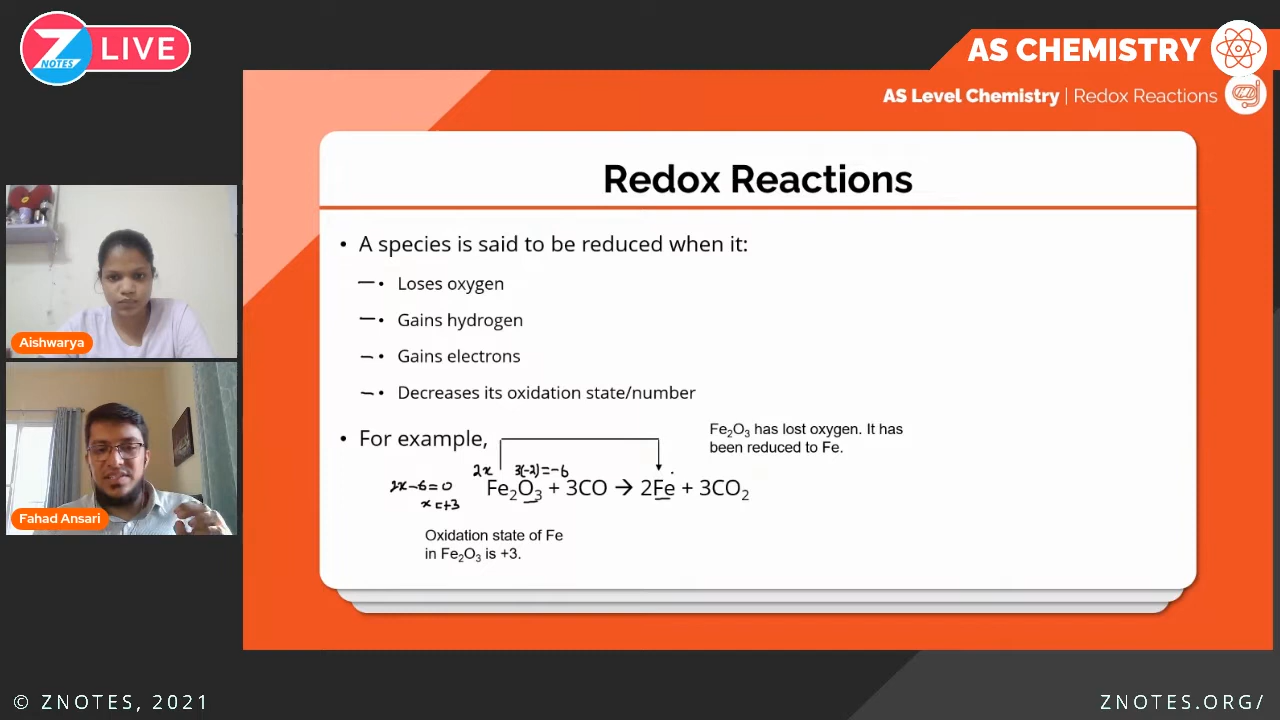 Z NOTES LIVE
AS CHEMISTRY
AS Level Chemistry | Redox Reactions
Redox Reactions
• A species is said to be reduced when it:
– • Loses oxygen
– • Gains hydrogen
– • Gains electrons
– • Decreases its oxidation state/number
• For example,
Fe₂O₃ has lost oxygen. It has
been reduced to Fe.
2x 3(-2)=-6
2x-6=0
x=+3
Fe₂O₃ + 3CO → 2Fe + 3CO₂
Oxidation state of Fe
in Fe₂O₃ is +3.
Aishwarya
Fahad Ansari
© ZNOTES, 2021
ZNOTES.ORG/